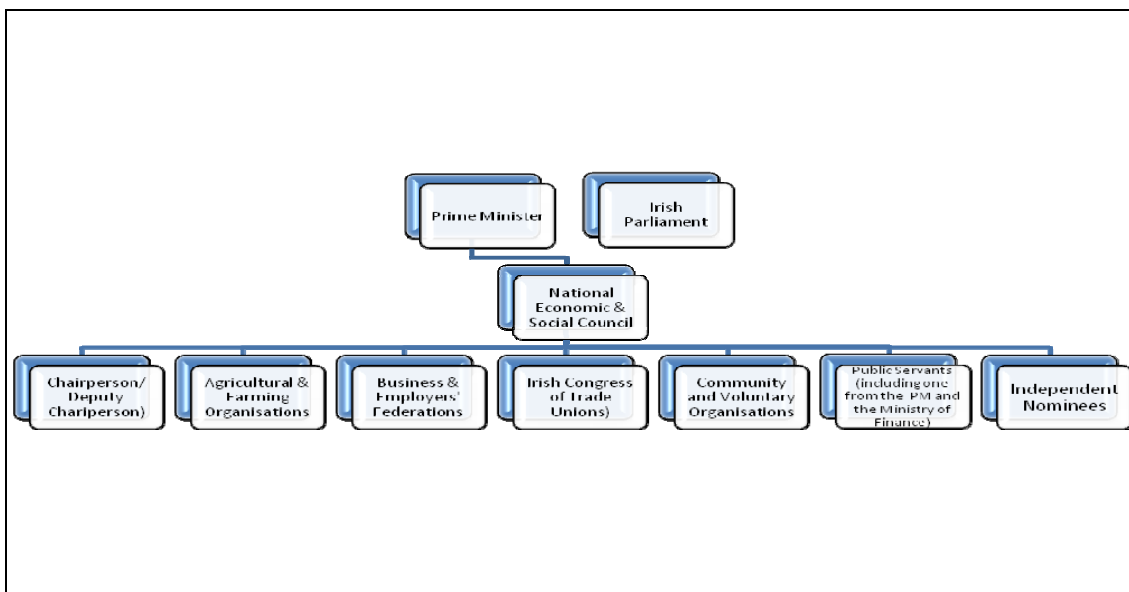 Prime Minister
Irish
Parliament
National
Economic &
Social Council
Chairperson/
Deputy
Chariperson)
Agricultural &
Farming
Organisations
Business &
Employers'
Federations
Irish Congress
of Trade
Unions)
Community
and Voluntary
Organisations
Public Servants
(including one
from the PM and
the Ministry of
Finance)
Independent
Nominees